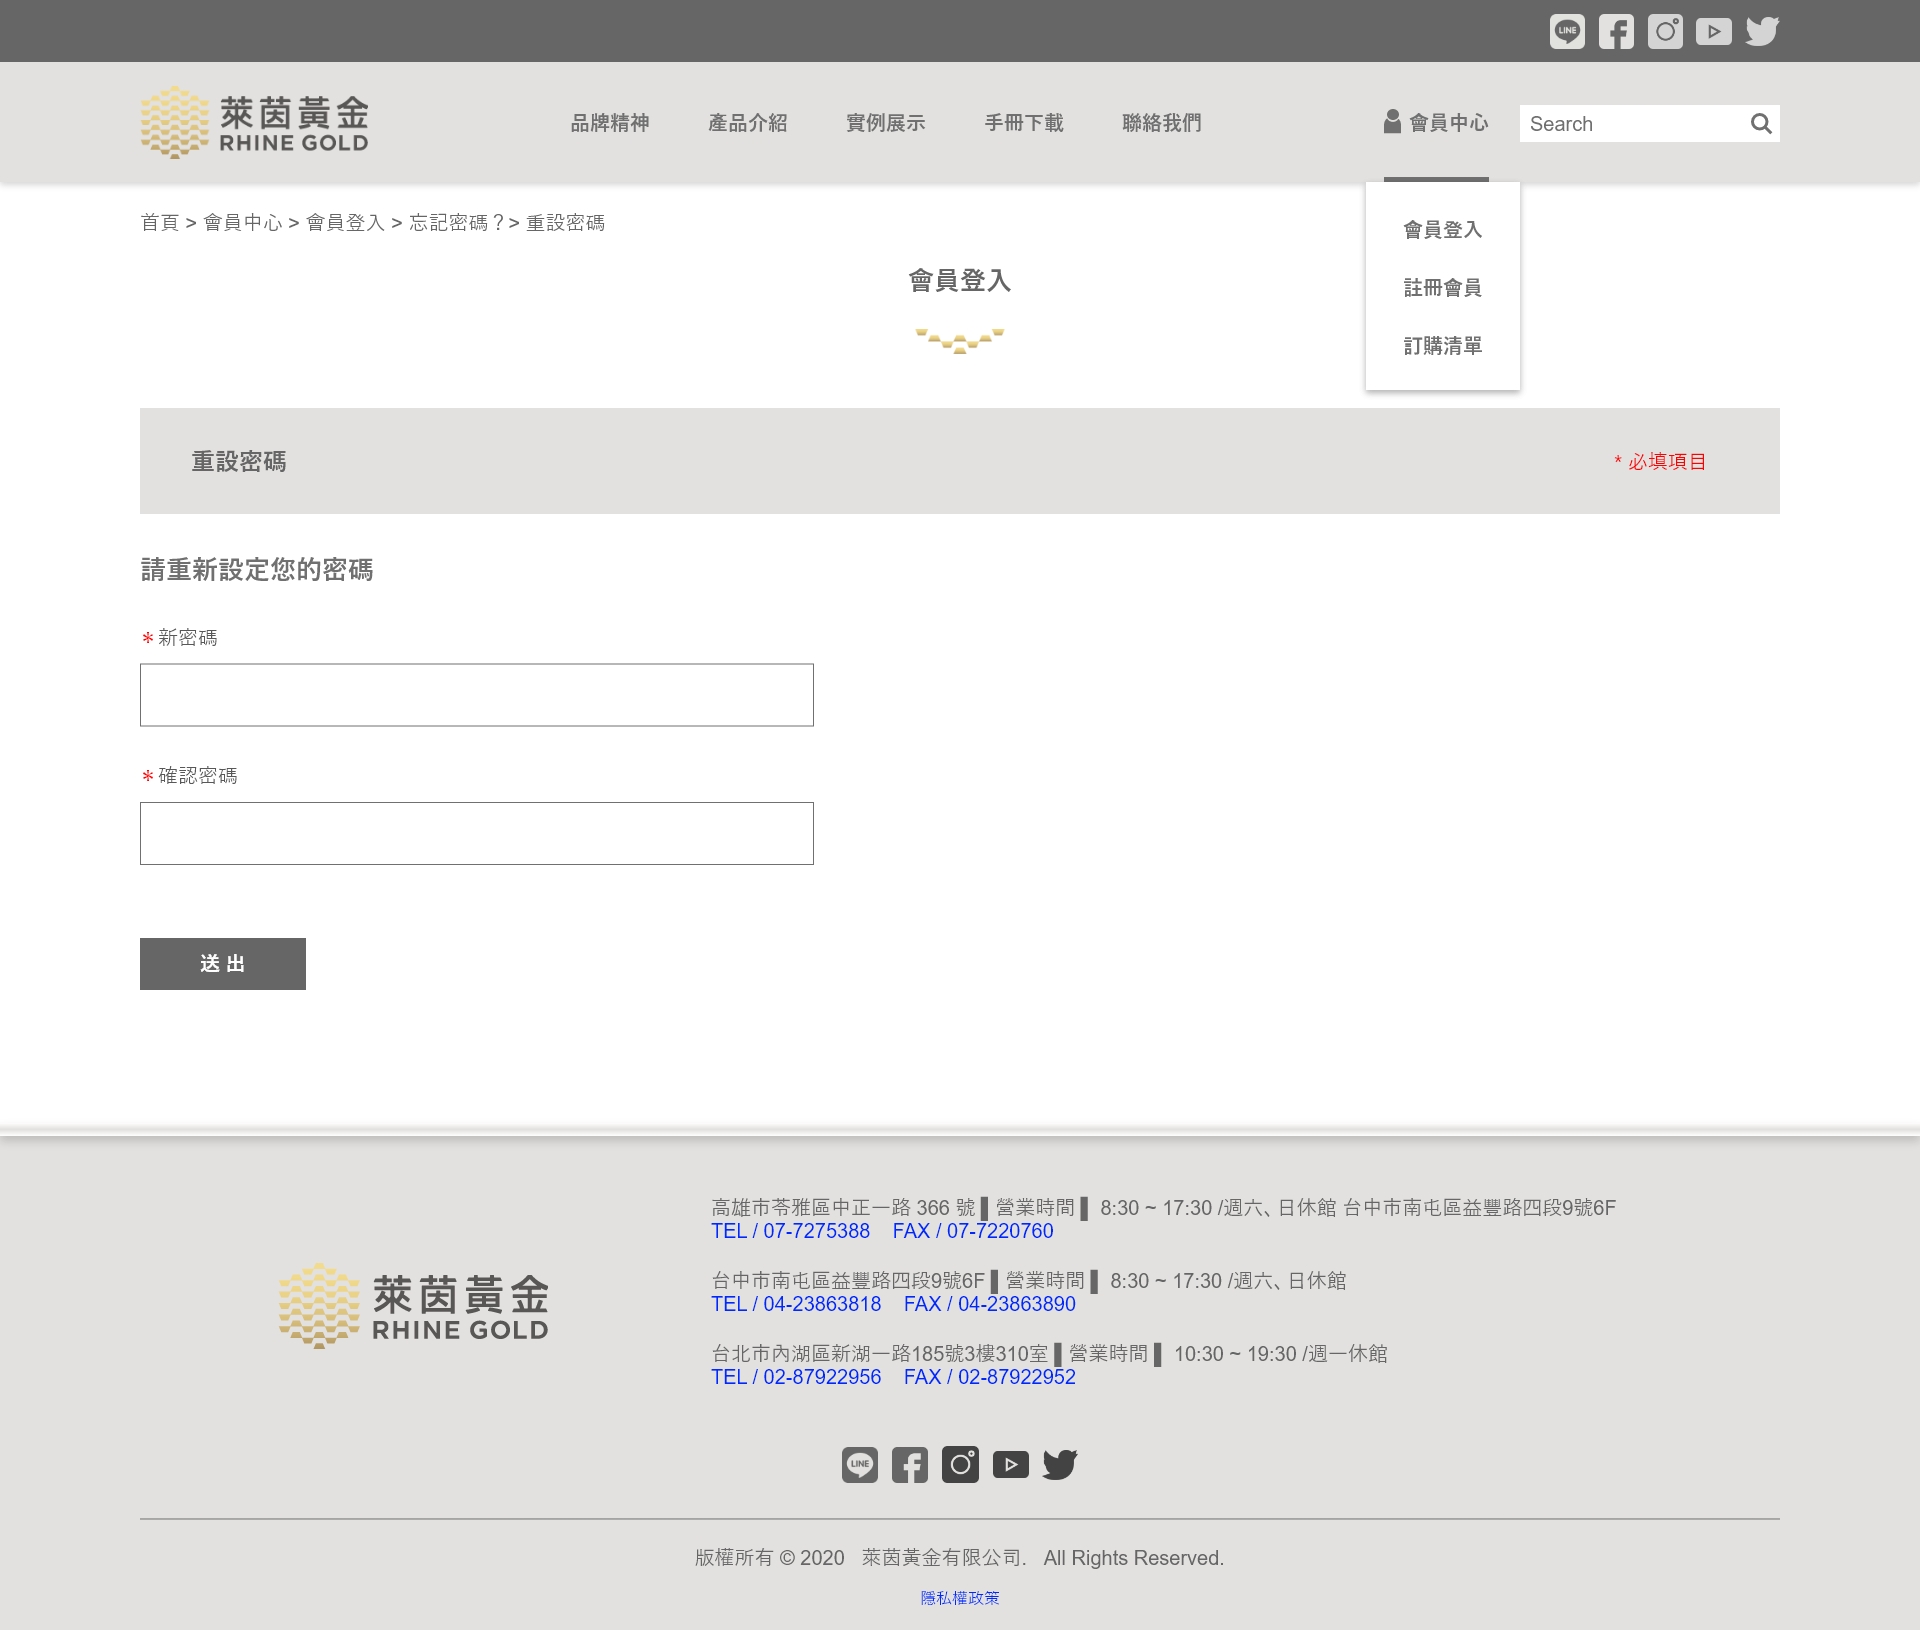 LINE
萊茵黃金
RHINE GOLD
品牌精神 產品介紹 實例展示 手冊下載 聯絡我們 會員中心 Search
首頁 > 會員中心 > 會員登入 > 忘記密碼？> 重設密碼
會員登入
註冊會員
訂購清單
會員登入
重設密碼 * 必填項目
請重新設定您的密碼
*新密碼
*確認密碼
送 出
萊茵黃金
RHINE GOLD
高雄市苓雅區中正一路 366 號 ▌營業時間 ▌ 8:30 ~ 17:30 /週六、日休館 台中市南屯區益豐路四段9號6F
TEL / 07-7275388 FAX / 07-7220760
台中市南屯區益豐路四段9號6F ▌營業時間 ▌ 8:30 ~ 17:30 /週六、日休館
TEL / 04-23863818 FAX / 04-23863890
台北市內湖區新湖一路185號3樓310室 ▌營業時間 ▌ 10:30 ~ 19:30 /週一休館
TEL / 02-87922956 FAX / 02-87922952
LINE
版權所有 © 2020 萊茵黃金有限公司. All Rights Reserved.
隱私權政策